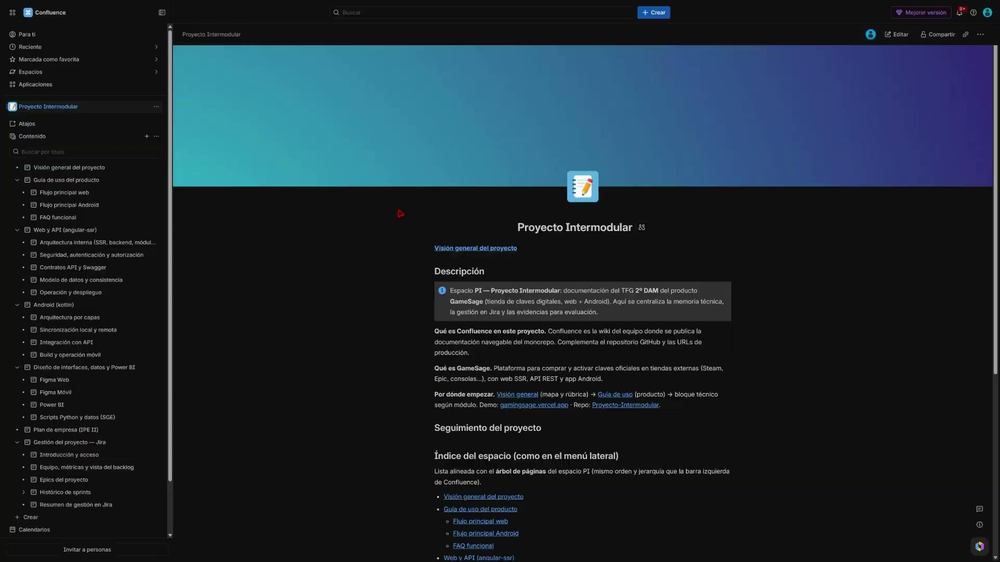 Confluence
Buscar
Crear
Mejorar versión
9+
Para ti
Reciente
Marcada como favorita
Espacios
Aplicaciones
Proyecto Intermodular
Atajos
Contenido
Buscar por título
Visión general del proyecto
Guía de uso del producto
Flujo principal web
Flujo principal Android
FAQ funcional
Web y API (angular-ssr)
Arquitectura interna (SSR, backend, módul...
Seguridad, autenticación y autorización
Contratos API y Swagger
Modelo de datos y consistencia
Operación y despliegue
Android (kotlin)
Arquitectura por capas
Sincronización local y remota
Integración con API
Build y operación móvil
Diseño de interfaces, datos y Power BI
Figma Web
Figma Móvil
Power BI
Scripts Python y datos (SGE)
Plan de empresa (IPE II)
Gestión del proyecto — Jira
Introducción y acceso
Equipo, métricas y vista del backlog
Epics del proyecto
Histórico de sprints
Resumen de gestión en Jira
Crear
Calendarios
Invitar a personas
Proyecto Intermodular
Editar
Compartir
Proyecto Intermodular
Visión general del proyecto
Descripción
Espacio PI — Proyecto Intermodular: documentación del TFG 2º DAM del producto
GameSage (tienda de claves digitales, web + Android). Aquí se centraliza la memoria técnica,
la gestión en Jira y las evidencias para evaluación.
Qué es Confluence en este proyecto. Confluence es la wiki del equipo donde se publica la
documentación navegable del monorepo. Complementa el repositorio GitHub y las URLs de
producción.
Qué es GameSage. Plataforma para comprar y activar claves oficiales en tiendas externas (Steam,
Epic, consolas...), con web SSR, API REST y app Android.
Por dónde empezar. Visión general (mapa y rúbrica) → Guía de uso (producto) → bloque técnico
según módulo. Demo: gamingsage.vercel.app · Repo: Proyecto-Intermodular.
Seguimiento del proyecto
Índice del espacio (como en el menú lateral)
Lista alineada con el árbol de páginas del espacio PI (mismo orden y jerarquía que la barra izquierda
de Confluence).
Visión general del proyecto
Guía de uso del producto
Flujo principal web
Flujo principal Android
FAQ funcional
Web y API (angular-ssr)